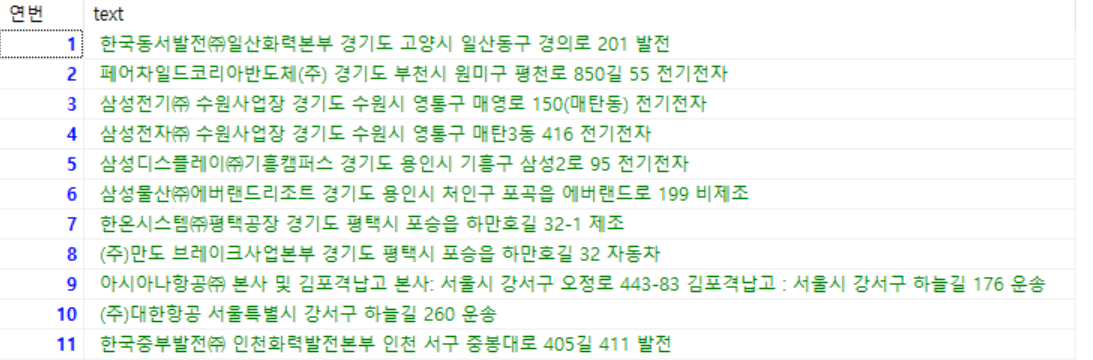 연번 text
1 한국동서발전㈜일산화력본부 경기도 고양시 일산동구 경의로 201 발전
2 페어차일드코리아반도체(주) 경기도 부천시 원미구 평천로 850길 55 전기전자
3 삼성전기㈜ 수원사업장 경기도 수원시 영통구 매영로 150(매탄동) 전기전자
4 삼성전자㈜ 수원사업장 경기도 수원시 영통구 매탄3동 416 전기전자
5 삼성디스플레이㈜기흥캠퍼스 경기도 용인시 기흥구 삼성2로 95 전기전자
6 삼성물산㈜에버랜드리조트 경기도 용인시 처인구 포곡읍 에버랜드로 199 비제조
7 한온시스템㈜평택공장 경기도 평택시 포승읍 하만호길 32-1 제조
8 (주)만도 브레이크사업본부 경기도 평택시 포승읍 하만호길 32 자동차
9 아시아나항공㈜ 본사 및 김포격납고 본사: 서울시 강서구 오정로 443-83 김포격납고 : 서울시 강서구 하늘길 176 운송
10 (주)대한항공 서울특별시 강서구 하늘길 260 운송
11 한국중부발전㈜ 인천화력발전본부 인천 서구 중봉대로 405길 411 발전